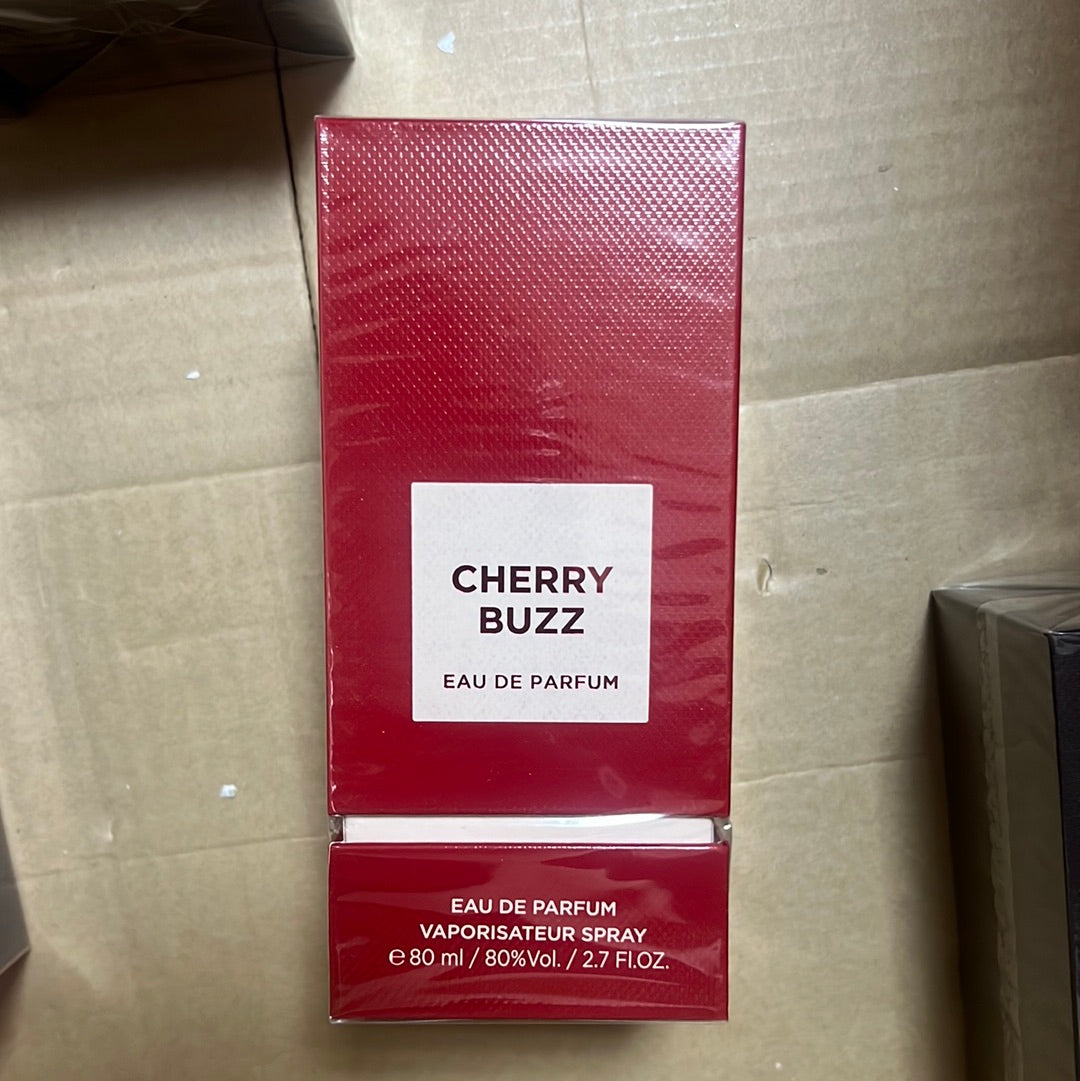 CHERRY
BUZZ
EAU DE PARFUM
EAU DE PARFUM
VAPORISATEUR SPRAY
℮ 80 ml / 80%Vol. / 2.7 Fl.OZ.